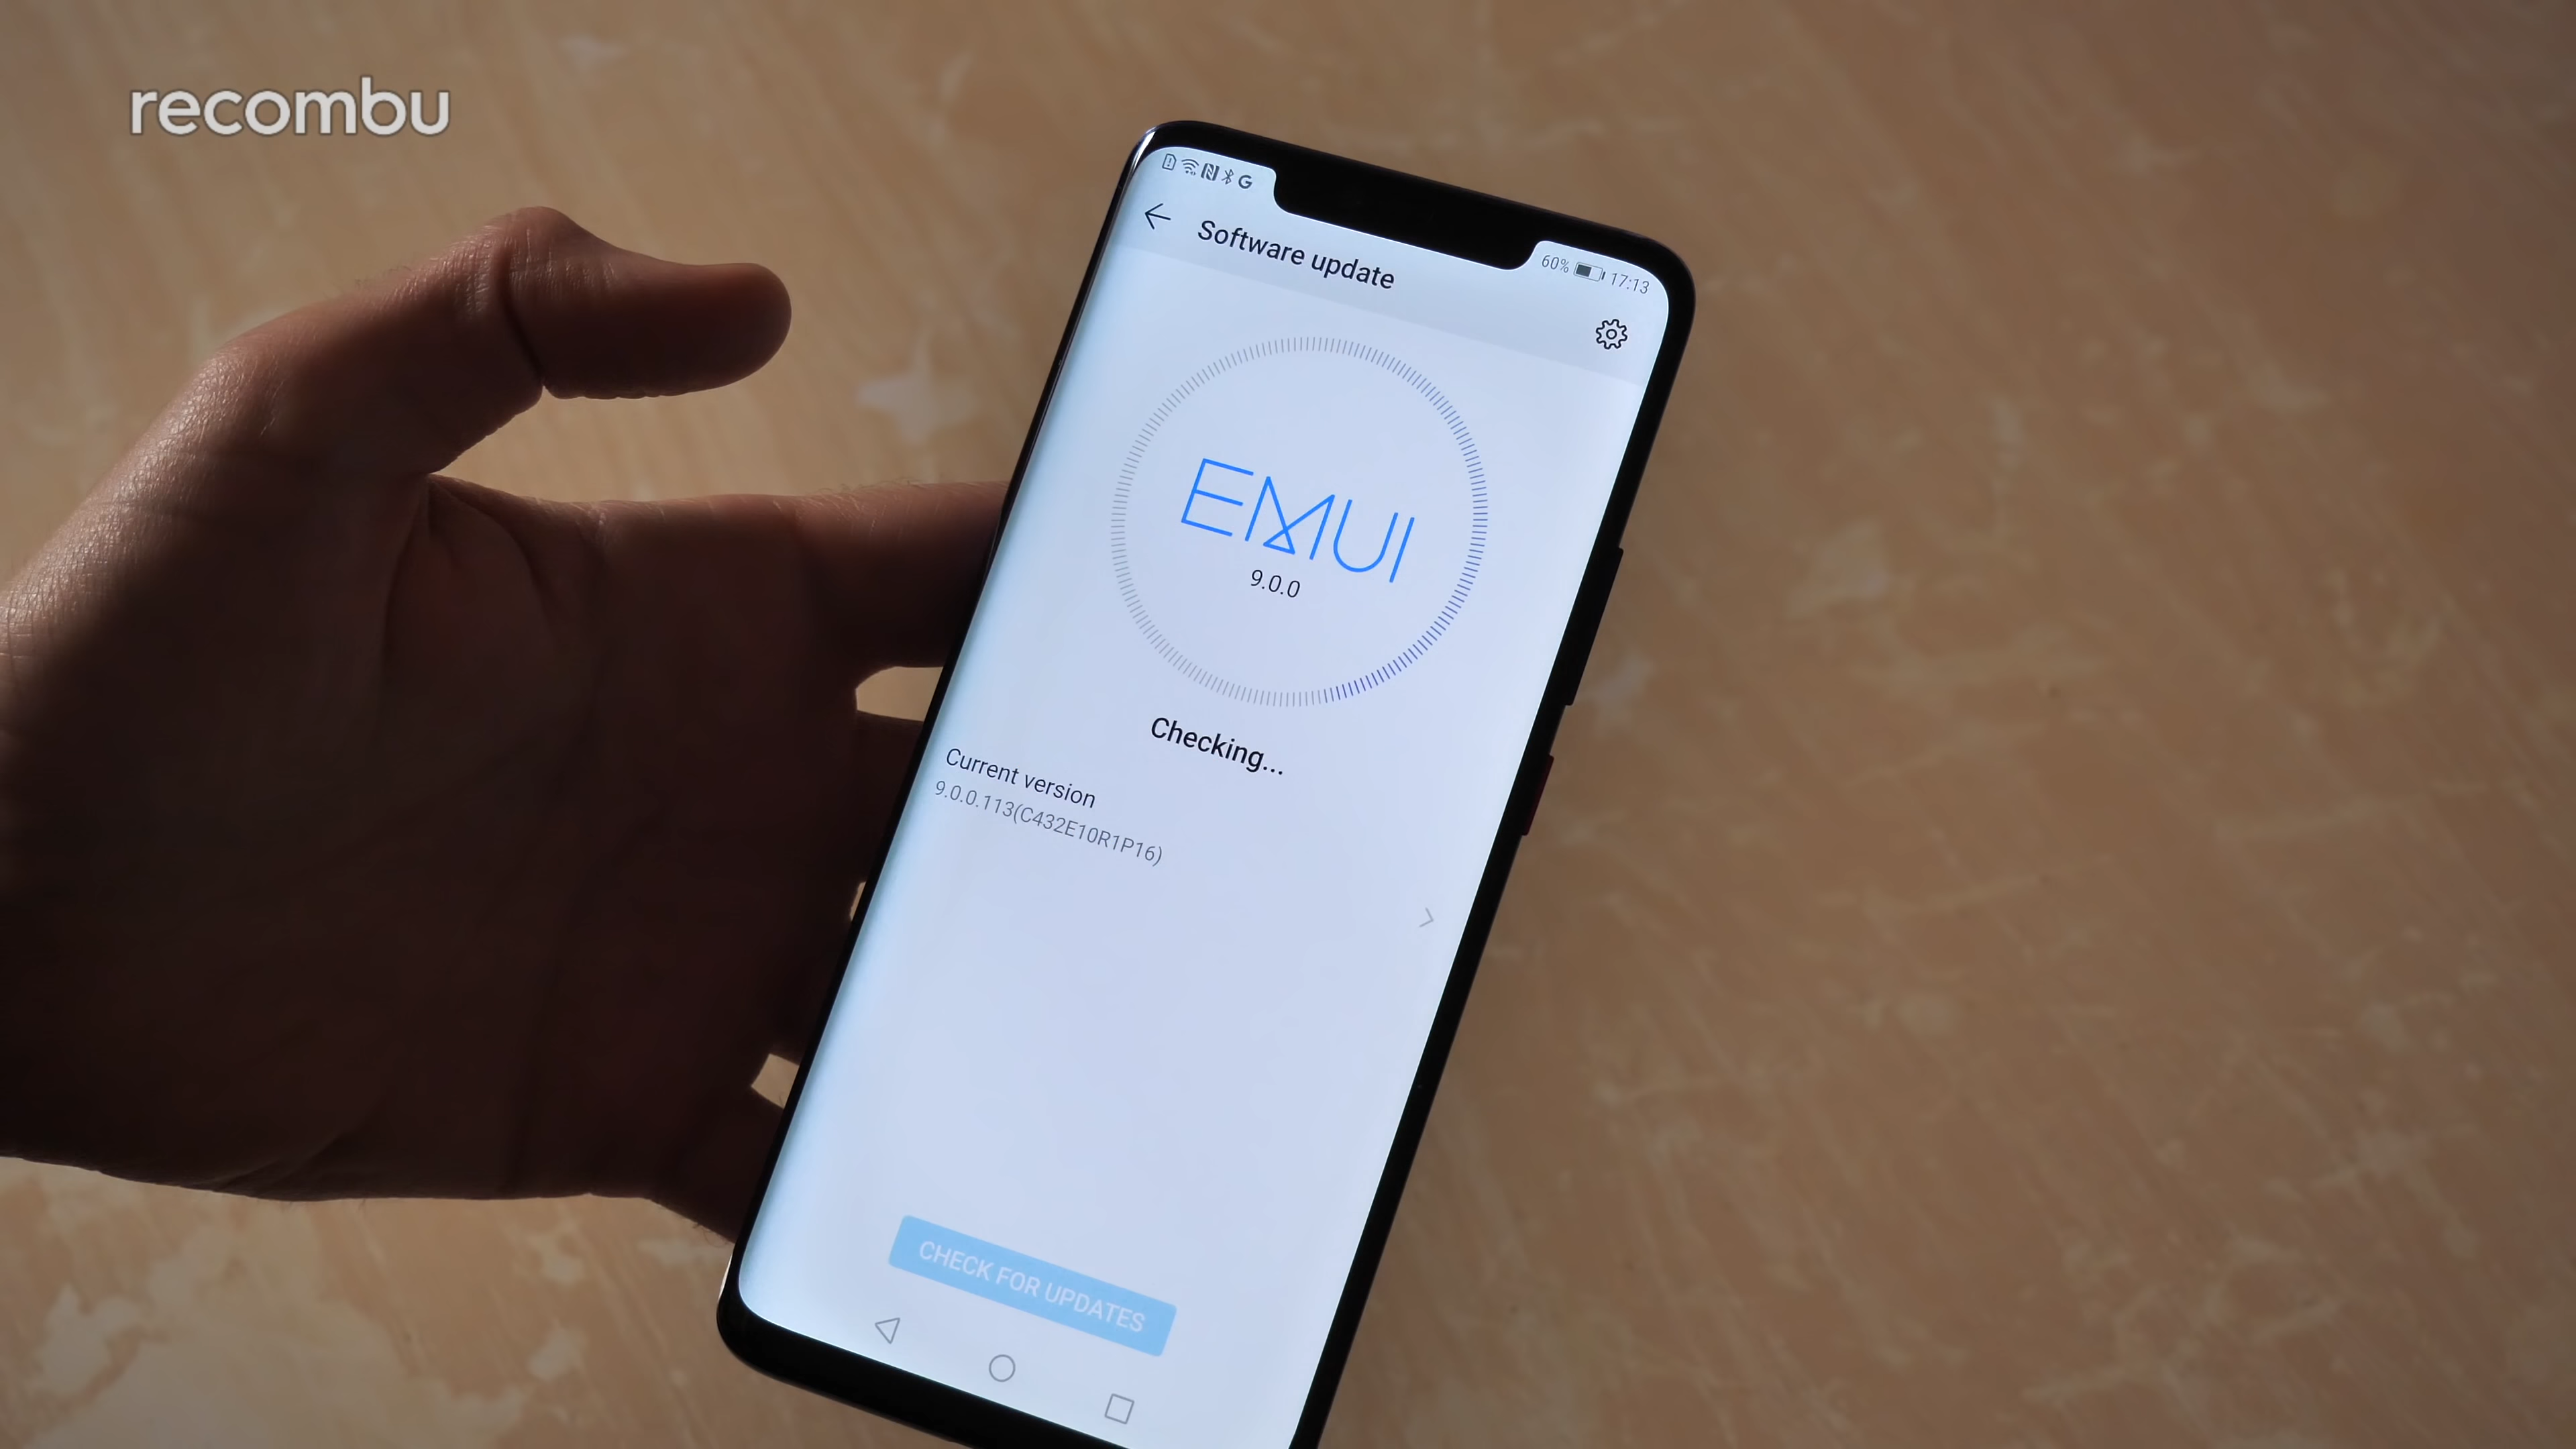 recombu
60% 17:13
Software update
EMUI
9.0.0
Checking...
Current version
9.0.0.113(C432E10R1P16)
CHECK FOR UPDATES